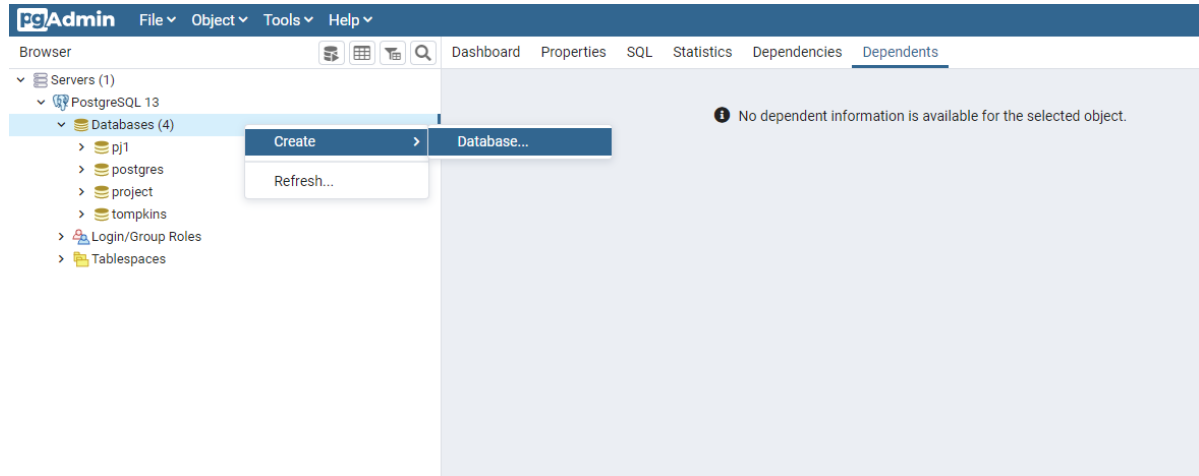 pgAdmin File Object Tools Help
Browser Dashboard Properties SQL Statistics Dependencies Dependents
Servers (1)
PostgreSQL 13
Databases (4)
pj1
postgres
project
tompkins
Login/Group Roles
Tablespaces
Create Database...
Refresh...
No dependent information is available for the selected object.